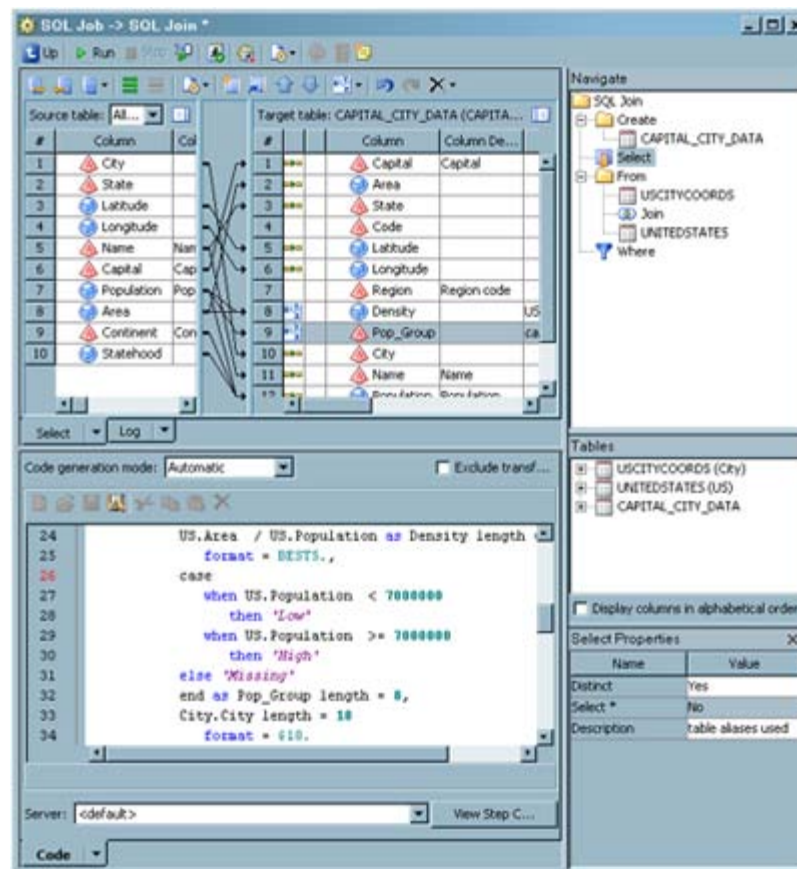 SQL Job -> SQL Join *
Up Run Stop
Source table: All...
Target table: CAPITAL_CITY_DATA (CAPITA...
# Column Col
1 City
2 State
3 Latitude
4 Longitude
5 Name Nam
6 Capital Cap
7 Population Pop
8 Area
9 Continent Con
10 Statehood
# Column Column De...
1 Capital Capital
2 Area
3 State
4 Code
5 Latitude
6 Longitude
7 Region Region code
8 Density US
9 Pop_Group ca
10 City
11 Name Name
12 Population Population
Select Log
Navigate
SQL Join
Create
CAPITAL_CITY_DATA
Select
From
USCITYCOORDS
Join
UNITEDSTATES
Where
Code generation mode: Automatic
Exclude transf...
24 US.Area / US.Population as Density length
25 format = BEST5.,
26 case
27 when US.Population < 7000000
28 then 'Low'
29 when US.Population >= 7000000
30 then 'High'
31 else 'Missing'
32 end as Pop_Group length = 8,
33 City.City length = 18
34 format = $18.
Server: <default>
View Step C...
Code
Tables
USCITYCOORDS (City)
UNITEDSTATES (US)
CAPITAL_CITY_DATA
Display columns in alphabetical order
Select Properties X
Name Value
Distinct Yes
Select * No
Description table aliases used